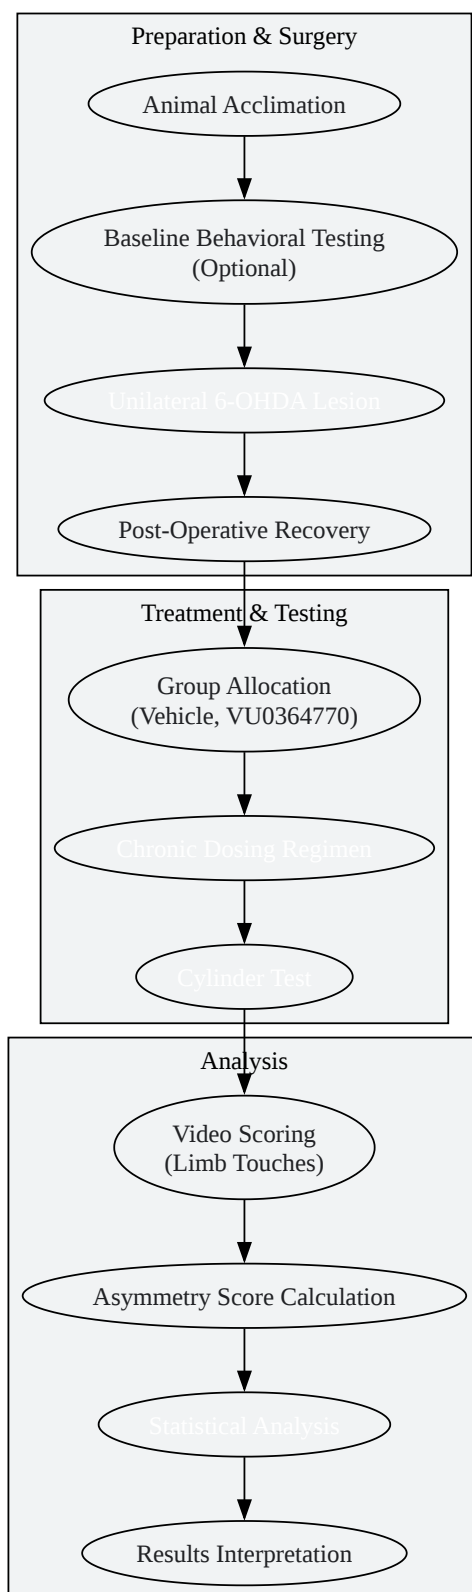 Preparation & Surgery
Animal Acclimation
Baseline Behavioral Testing
(Optional)
Unilateral 6-OHDA Lesion
Post-Operative Recovery
Treatment & Testing
Group Allocation
(Vehicle, VU0364770)
Chronic Dosing Regimen
Cylinder Test
Analysis
Video Scoring
(Limb Touches)
Asymmetry Score Calculation
Statistical Analysis
Results Interpretation